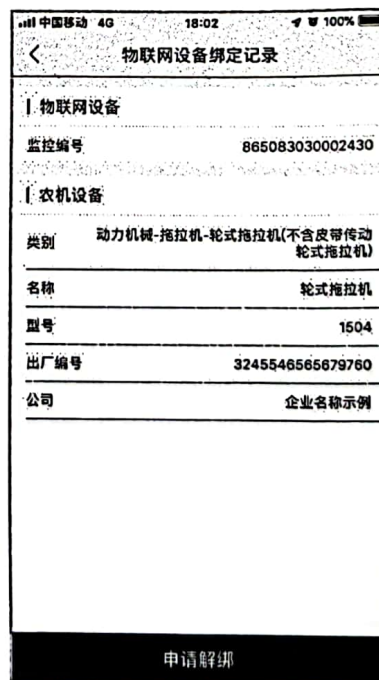 中国移动 4G 18:02 100%
物联网设备绑定记录
物联网设备
监控编号 865083030002430
农机设备
类别 动力机械-拖拉机-轮式拖拉机(不含皮带传动
轮式拖拉机)
名称 轮式拖拉机
型号 1504
出厂编号 3245546565679760
公司 企业名称示例
申请解绑